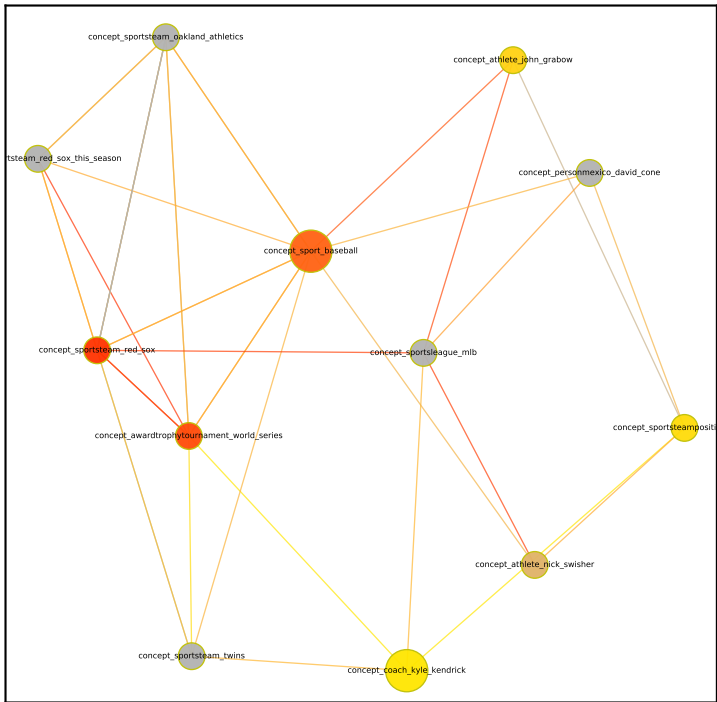 concept_sportsteam_oakland_athletics
concept_athlete_john_grabow
tsteam_red_sox_this_season
concept_personmexico_david_cone
concept_sport_baseball
concept_sportsteam_red_sox
concept_sportsleague_mlb
concept_sportsteampositi
concept_awardtrophytournament_world_series
concept_athlete_nick_swisher
concept_sportsteam_twins
concept_coach_kyle_kendrick